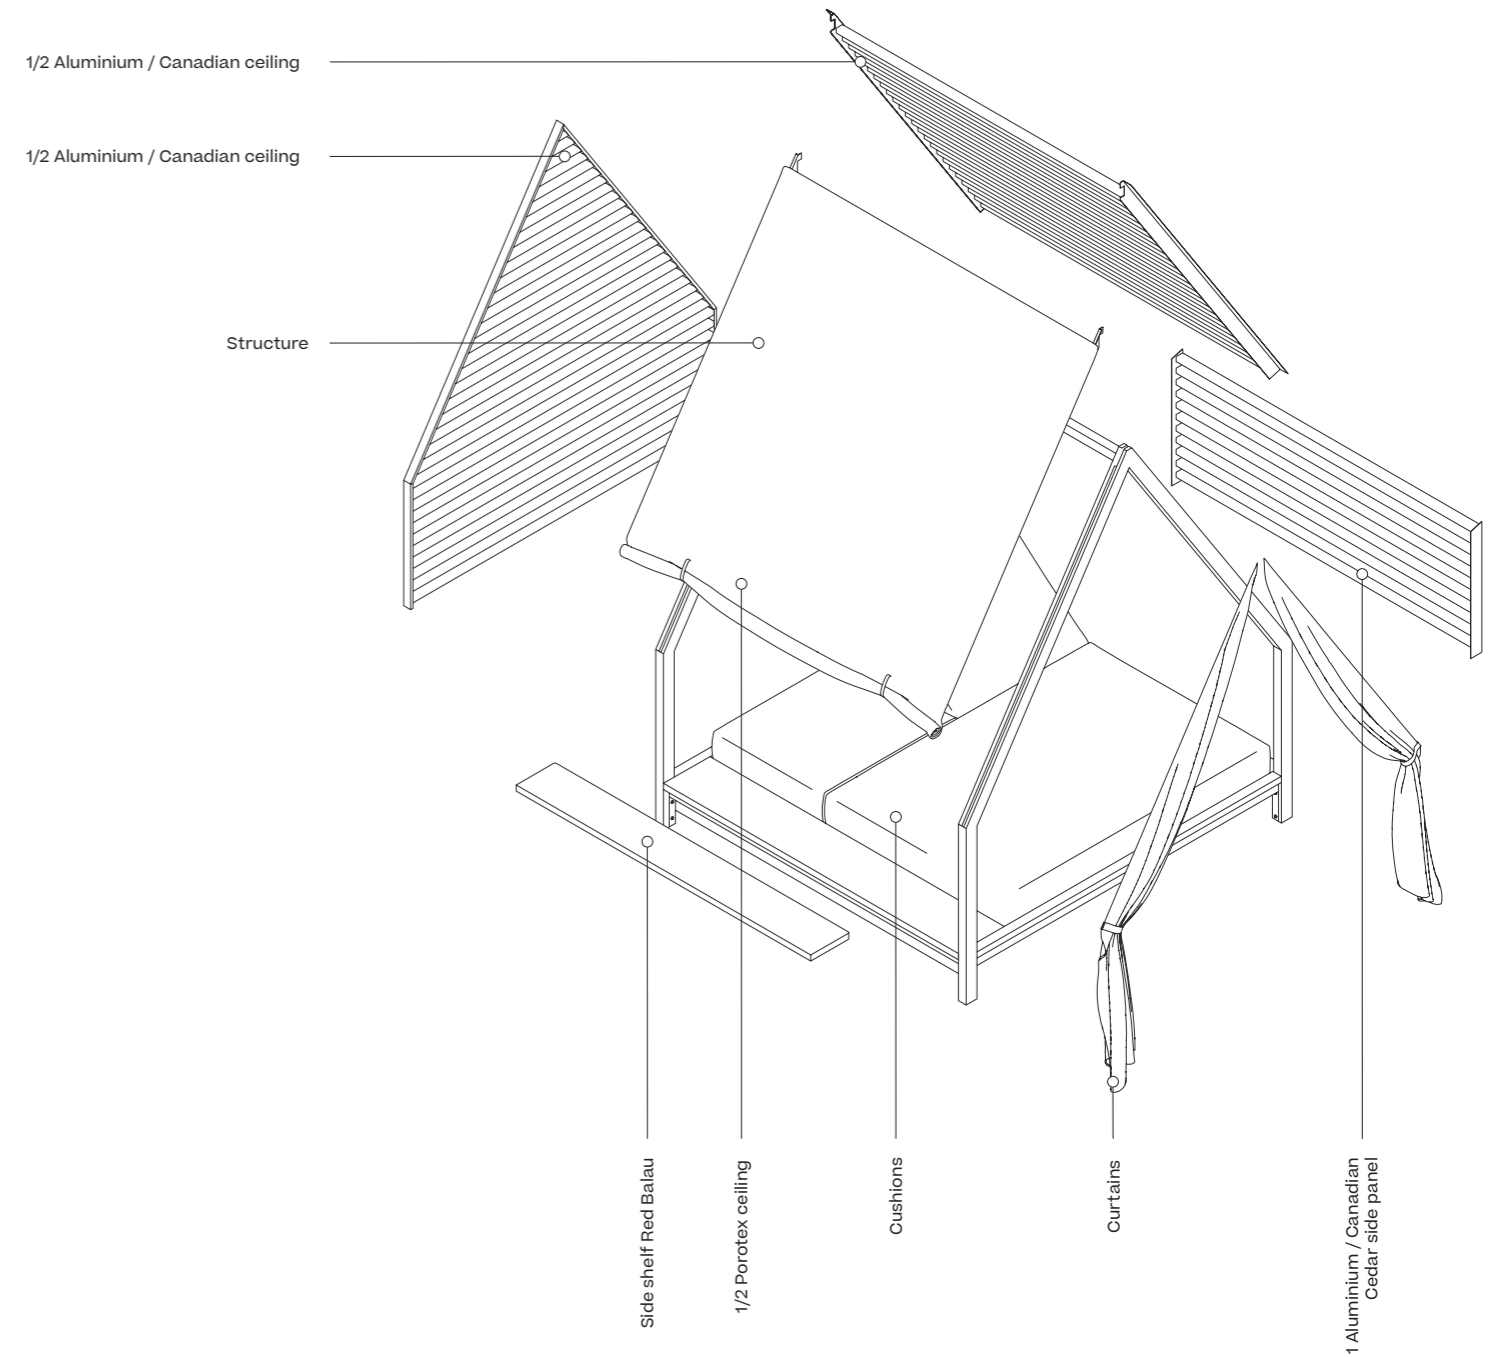 1/2 Aluminium / Canadian ceiling
1/2 Aluminium / Canadian ceiling
Structure
Side shelf Red Balau
1/2 Porotex ceiling
Cushions
Curtains
1 Aluminium / Canadian
Cedar side panel